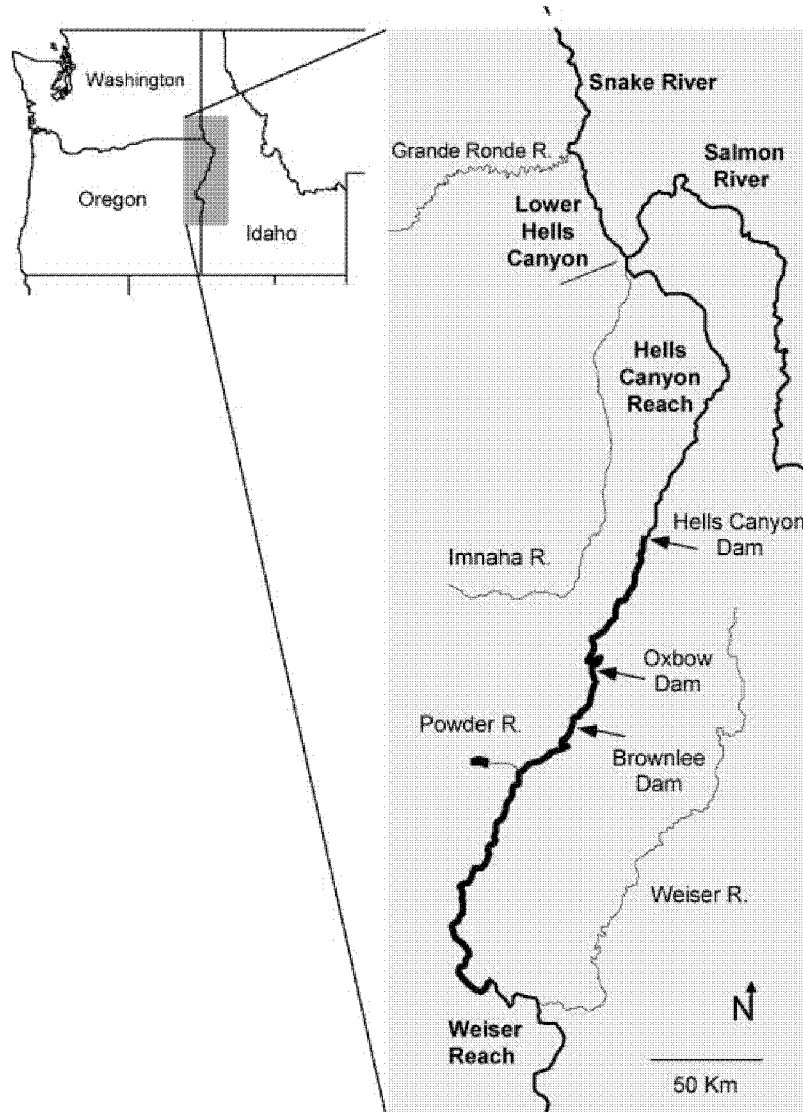 Washington
Oregon
Idaho
Snake River
Grande Ronde R.
Salmon
River
Lower
Hells
Canyon
Hells
Canyon
Reach
Hells Canyon
Dam
Imnaha R.
Oxbow
Dam
Powder R.
Brownlee
Dam
Weiser R.
N
Weiser
Reach
50 Km